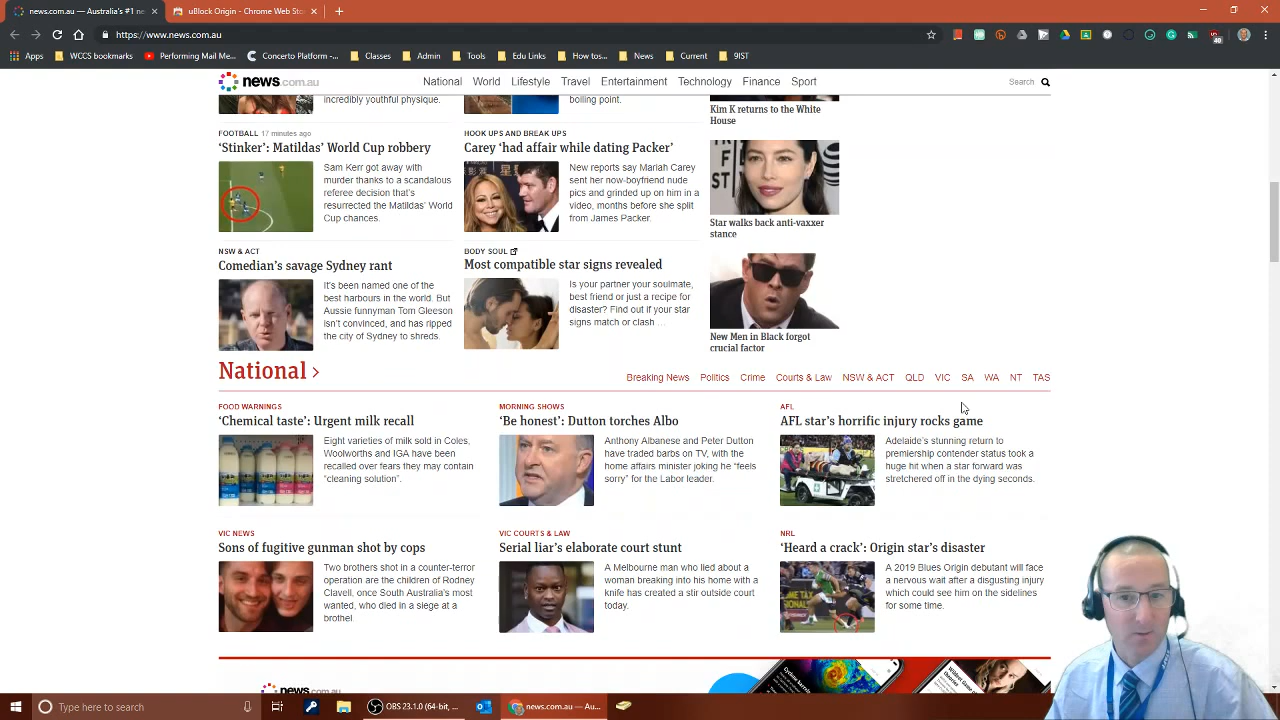 news.com.au — Australia's #1 ne
uBlock Origin - Chrome Web Sto
https://www.news.com.au
40
Apps
WCCS bookmarks
Performing Mail Me...
Concerto Platform -...
Classes
Admin
Tools
Edu Links
How tos...
News
Current
9IST
news.com.au
National
World
Lifestyle
Travel
Entertainment
Technology
Finance
Sport
Search
incredibly youthful physique.
boiling point.
Kim K returns to the White
House
FOOTBALL 17 minutes ago
'Stinker': Matildas' World Cup robbery
Sam Kerr got away with
murder thanks to a scandalous
referee decision that's
resurrected the Matildas' World
Cup chances.
HOOK UPS AND BREAK UPS
Carey 'had affair while dating Packer'
New reports say Mariah Carey
sent her now-boyfriend nude
pics and grinded up on him in a
video, months before she split
from James Packer.
Star walks back anti-vaxxer
stance
NSW & ACT
Comedian's savage Sydney rant
It's been named one of the
best harbours in the world. But
Aussie funnyman Tom Gleeson
isn't convinced, and has ripped
the city of Sydney to shreds.
BODY SOUL
Most compatible star signs revealed
Is your partner your soulmate,
best friend or just a recipe for
disaster? Find out if your star
signs match or clash ...
New Men in Black forgot
crucial factor
National >
Breaking News
Politics
Crime
Courts & Law
NSW & ACT
QLD
VIC
SA
WA
NT
TAS
FOOD WARNINGS
'Chemical taste': Urgent milk recall
Eight varieties of milk sold in Coles,
Woolworths and IGA have been
recalled over fears they may contain
"cleaning solution".
MORNING SHOWS
'Be honest': Dutton torches Albo
Anthony Albanese and Peter Dutton
have traded barbs on TV, with the
home affairs minister joking he "feels
sorry" for the Labor leader.
AFL
AFL star's horrific injury rocks game
Adelaide's stunning return to
premiership contender status took a
huge hit when a star forward was
stretchered off in the dying seconds.
VIC NEWS
Sons of fugitive gunman shot by cops
Two brothers shot in a counter-terror
operation are the children of Rodney
Clavell, once South Australia's most
wanted, who died in a siege at a
brothel.
VIC COURTS & LAW
Serial liar's elaborate court stunt
A Melbourne man who lied about a
woman breaking into his home with a
knife has created a stir outside court
today.
NRL
'Heard a crack': Origin star's disaster
A 2019 Blues Origin debutant will face
a nervous wait after a disgusting injury
which could see him on the sidelines
for some time.
news.com.au
Type here to search
OBS 23.1.0 (64-bit, ...
news.com.au — Au...